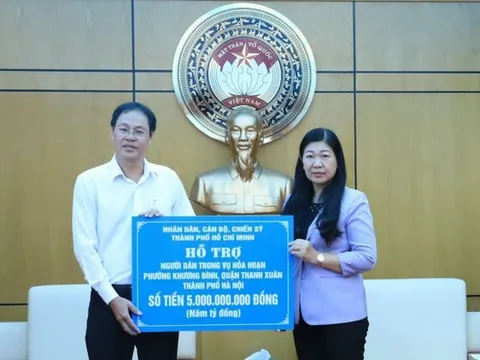 MẶT TRẬN TỔ QUỐC
VIỆT NAM
NHÂN DÂN, CÁN BỘ, CHIẾN SỸ
THÀNH PHỐ HỒ CHÍ MINH
HỖ TRỢ
NGƯỜI DÂN TRONG VỤ HỎA HOẠN
PHƯỜNG KHƯƠNG ĐÌNH, QUẬN THANH XUÂN
THÀNH PHỐ HÀ NỘI
SỐ TIỀN 5.000.000.000 ĐỒNG
(Năm tỷ đồng)